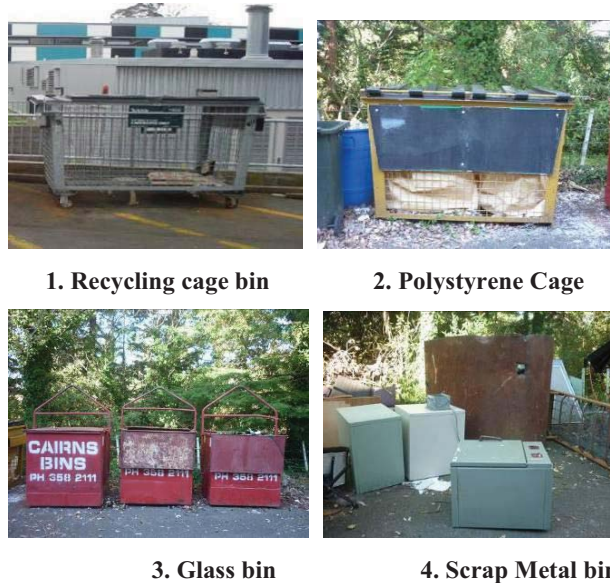 1. Recycling cage bin
2. Polystyrene Cage
CAIRNS
BINS
PH 358 2111
PH 358 2111
PH 358 2111
3. Glass bin
4. Scrap Metal bin